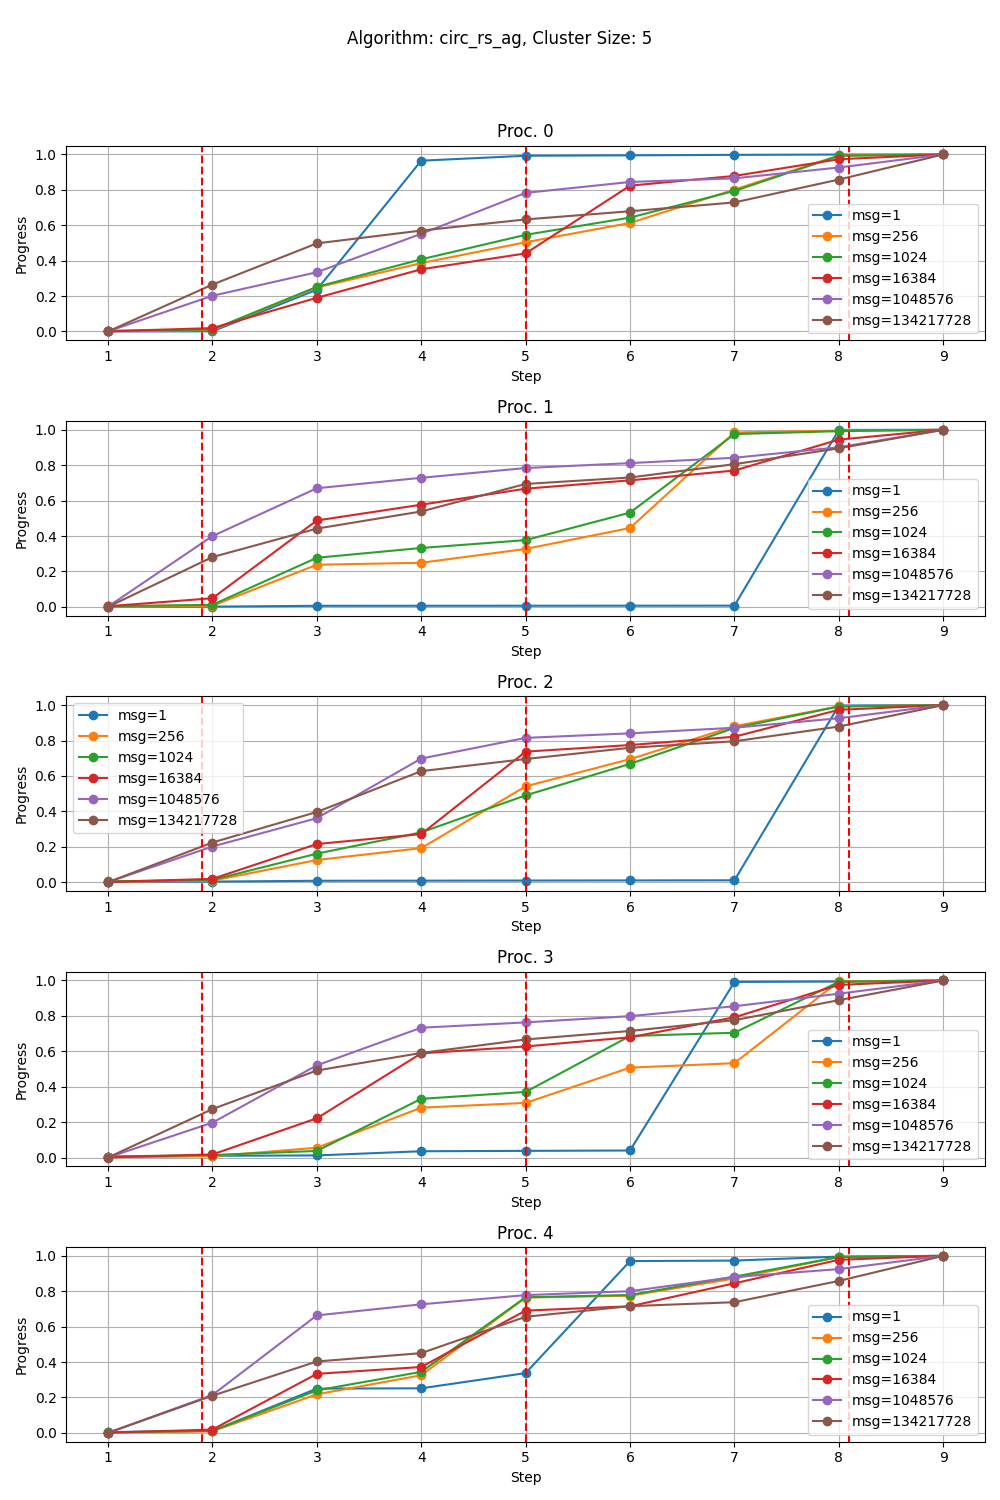 Algorithm: circ_rs_ag, Cluster Size: 5
Proc. 0
Progress
1.0
0.8
0.6
0.4
0.2
0.0
msg=1
msg=256
msg=1024
msg=16384
msg=1048576
msg=134217728
1 2 3 4 5 6 7 8 9
Step
Proc. 1
Progress
1.0
0.8
0.6
0.4
0.2
0.0
msg=1
msg=256
msg=1024
msg=16384
msg=1048576
msg=134217728
1 2 3 4 5 6 7 8 9
Step
Proc. 2
Progress
1.0
0.8
0.6
0.4
0.2
0.0
msg=1
msg=256
msg=1024
msg=16384
msg=1048576
msg=134217728
1 2 3 4 5 6 7 8 9
Step
Proc. 3
Progress
1.0
0.8
0.6
0.4
0.2
0.0
msg=1
msg=256
msg=1024
msg=16384
msg=1048576
msg=134217728
1 2 3 4 5 6 7 8 9
Step
Proc. 4
Progress
1.0
0.8
0.6
0.4
0.2
0.0
msg=1
msg=256
msg=1024
msg=16384
msg=1048576
msg=134217728
1 2 3 4 5 6 7 8 9
Step